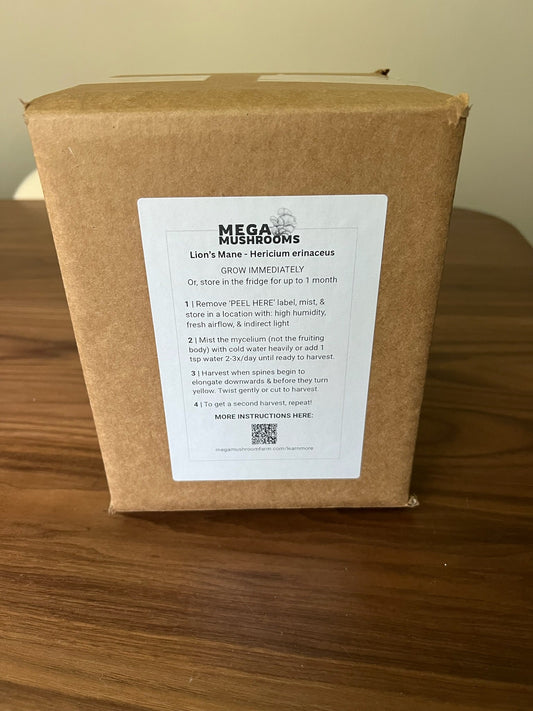 MEGA
MUSHROOMS
Lion's Mane - Hericium erinaceus
GROW IMMEDIATELY
Or, store in the fridge for up to 1 month
1 | Remove 'PEEL HERE' label, mist, &
store in a location with: high humidity,
fresh airflow, & indirect light
2 | Mist the mycelium (not the fruiting
body) with cold water heavily or add 1
tsp water 2-3x/day until ready to harvest.
3 | Harvest when spines begin to
elongate downwards & before they turn
yellow. Twist gently or cut to harvest.
4 | To get a second harvest, repeat!
MORE INSTRUCTIONS HERE:
megamushroomfarm.com/learnmore